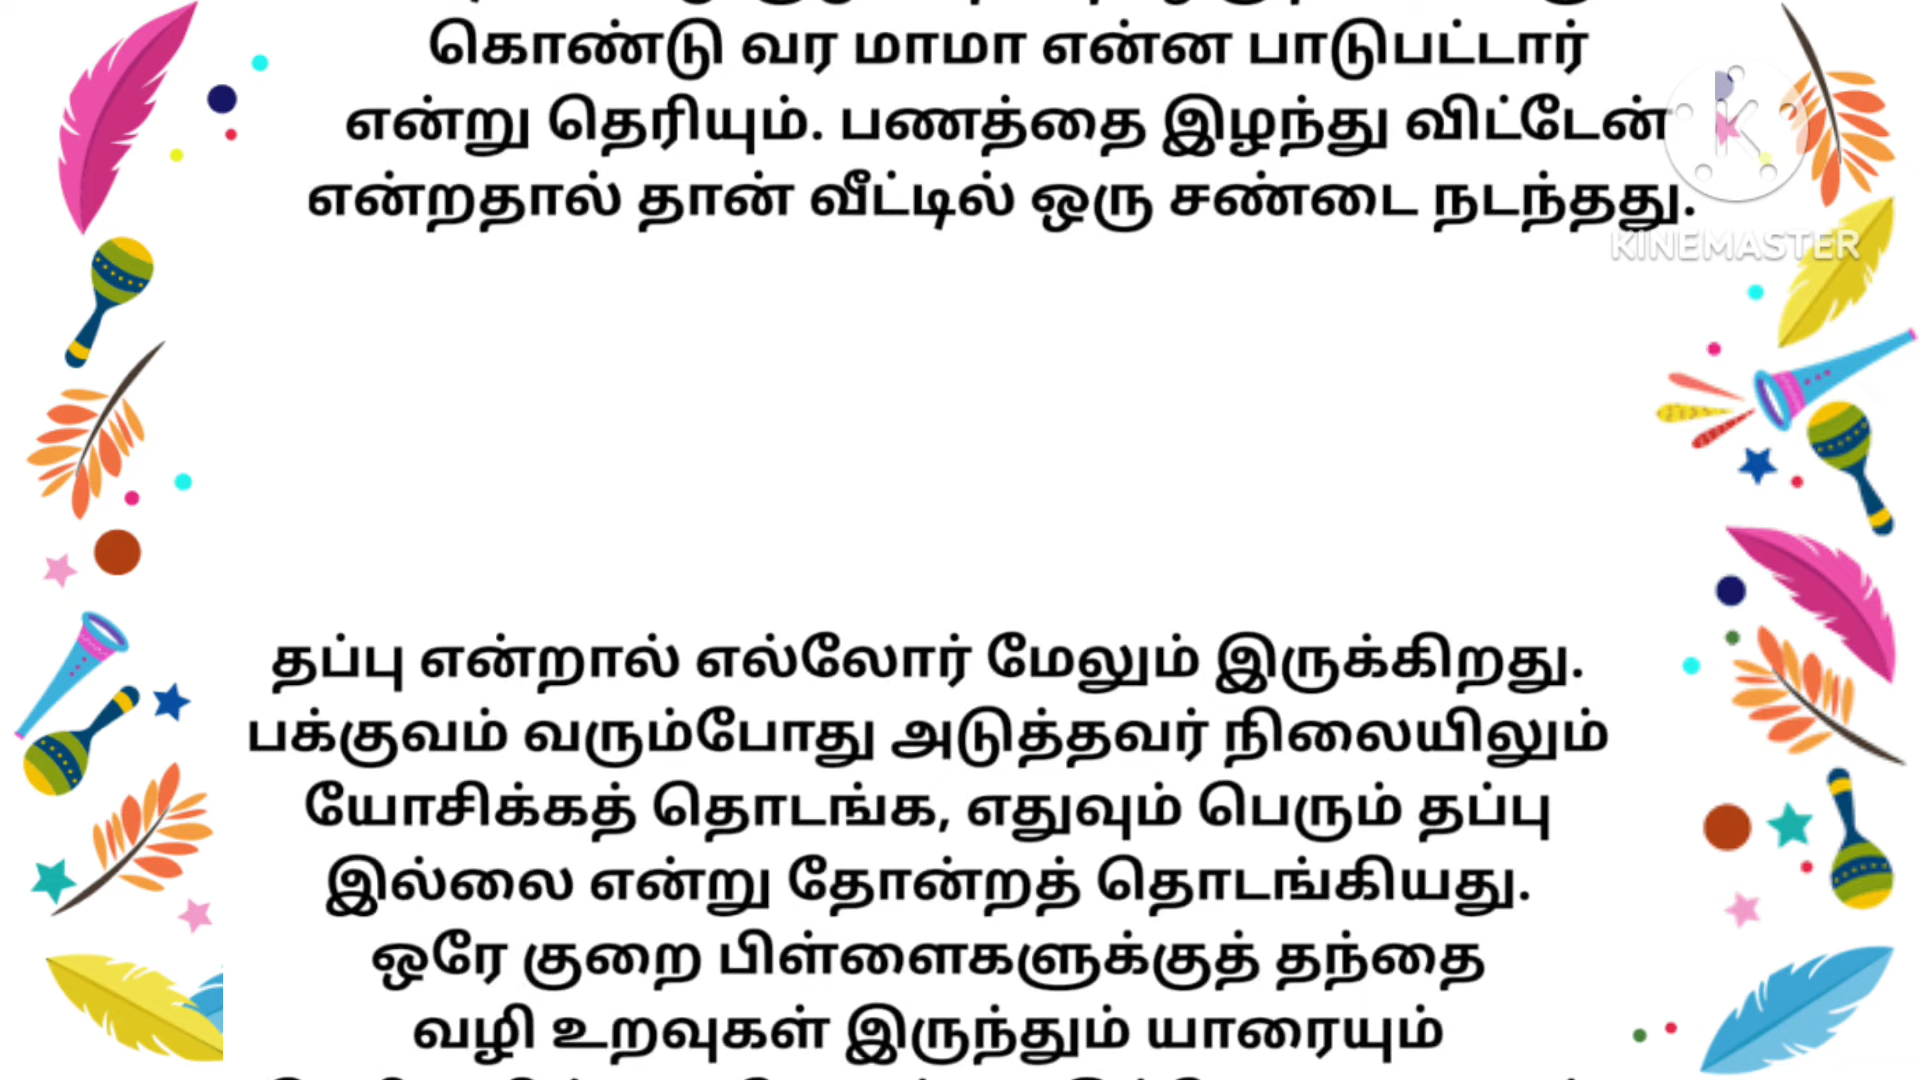 கொண்டு வர மாமா என்ன பாடுபட்டார்
என்று தெரியும். பணத்தை இழந்து விட்டேன்
என்றதால் தான் வீட்டில் ஒரு சண்டை நடந்தது.
KINEMASTER
தப்பு என்றால் எல்லோர் மேலும் இருக்கிறது.
பக்குவம் வரும்போது அடுத்தவர் நிலையிலும்
யோசிக்கத் தொடங்க, எதுவும் பெரும் தப்பு
இல்லை என்று தோன்றத் தொடங்கியது.
ஒரே குறை பிள்ளைகளுக்குத் தந்தை
வழி உறவுகள் இருந்தும் யாரையும்